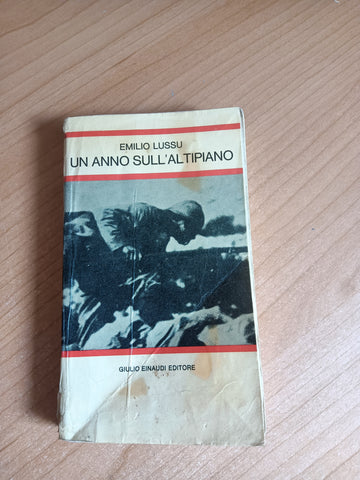 EMILIO LUSSU
UN ANNO SULL'ALTIPIANO
GIULIO EINAUDI EDITORE